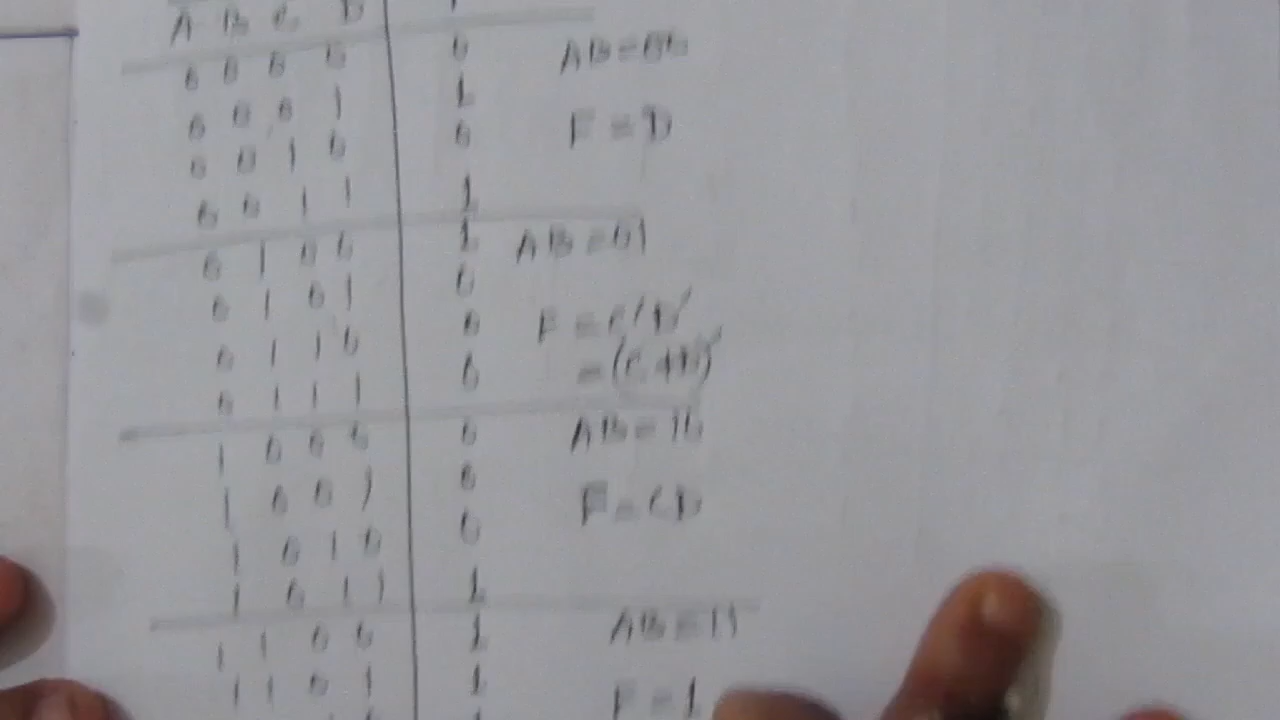 A B C D F
0 0 0 0 0 AB=00
0 0 0 1 1
0 0 1 0 0 F = D
0 0 1 1 1
0 1 0 0 1 AB=01
0 1 0 1 0
0 1 1 0 0 F = C'D'
0 1 1 1 0 =(C+D)'
1 0 0 0 0 AB=10
1 0 0 1 0
1 0 1 0 0 F=CD
1 0 1 1 1
1 1 0 0 1 AB=11
1 1 0 1 1 F=1